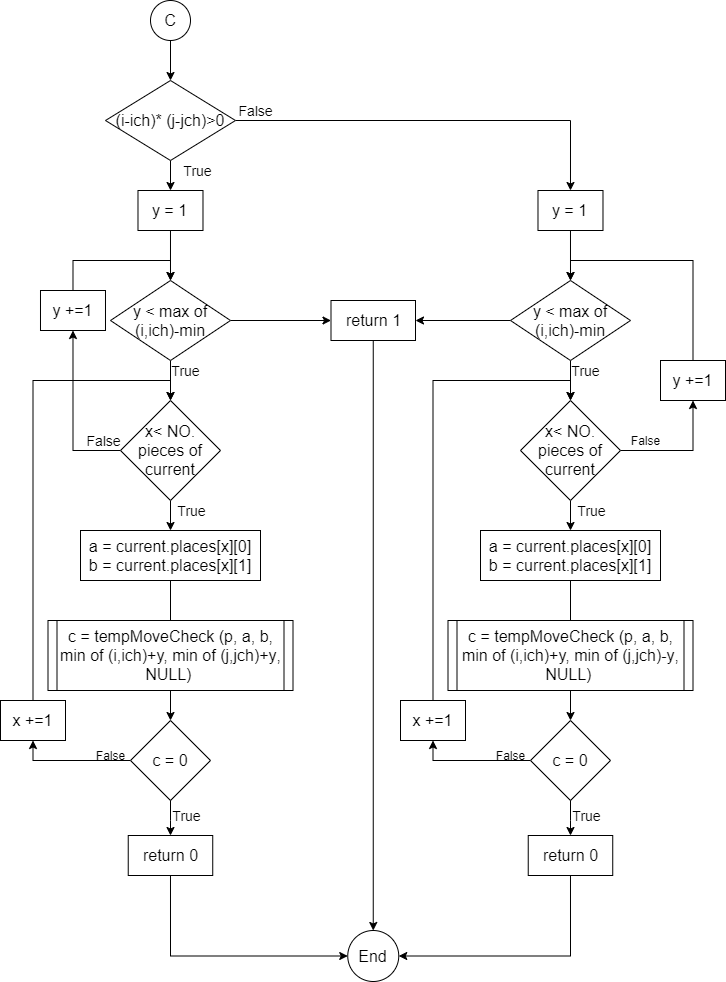 C
(i-ich)* (j-jch)>0
False
True
y = 1
y = 1
y +=1
y < max of
(i,ich)-min
return 1
y < max of
(i,ich)-min
True
True
y +=1
x< NO.
pieces of
current
False
x< NO.
pieces of
current
False
True
True
a = current.places[x][0]
b = current.places[x][1]
a = current.places[x][0]
b = current.places[x][1]
c = tempMoveCheck (p, a, b,
min of (i,ich)+y, min of (j,jch)+y,
NULL)
c = tempMoveCheck (p, a, b,
min of (i,ich)+y, min of (j,jch)-y,
NULL)
x +=1
x +=1
False
c = 0
False
c = 0
True
True
return 0
return 0
End